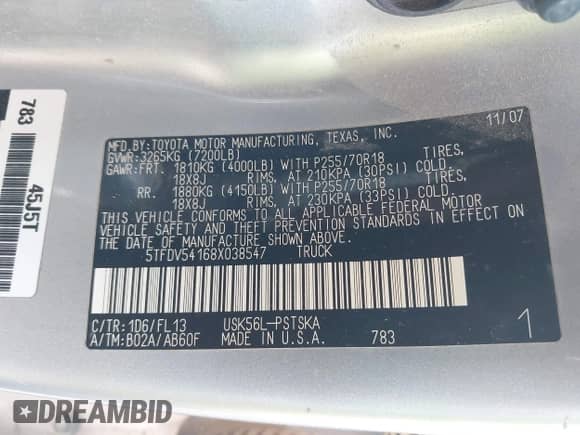 783
45J5T
MFD.BY:TOYOTA MOTOR MANUFACTURING, TEXAS, INC. 11/07
GVWR:3265KG (7200LB)
GAWR:FRT. 1810KG (4000LB) WITH P255/70R18 TIRES,
18X8J RIMS, AT 210KPA (30PSI) COLD.
RR. 1880KG (4150LB) WITH P255/70R18 TIRES,
18X8J RIMS, AT 230KPA (33PSI) COLD.
THIS VEHICLE CONFORMS TO ALL APPLICABLE FEDERAL MOTOR
VEHICLE SAFETY AND THEFT PREVENTION STANDARDS IN EFFECT ON
THE DATE OF MANUFACTURE SHOWN ABOVE.
5TFDV54168X038547 TRUCK
C/TR:1D6/FL13 USK56L-PSTSKA
A/TM:B02A/AB60F MADE IN U.S.A. 783
1
DREAMBID